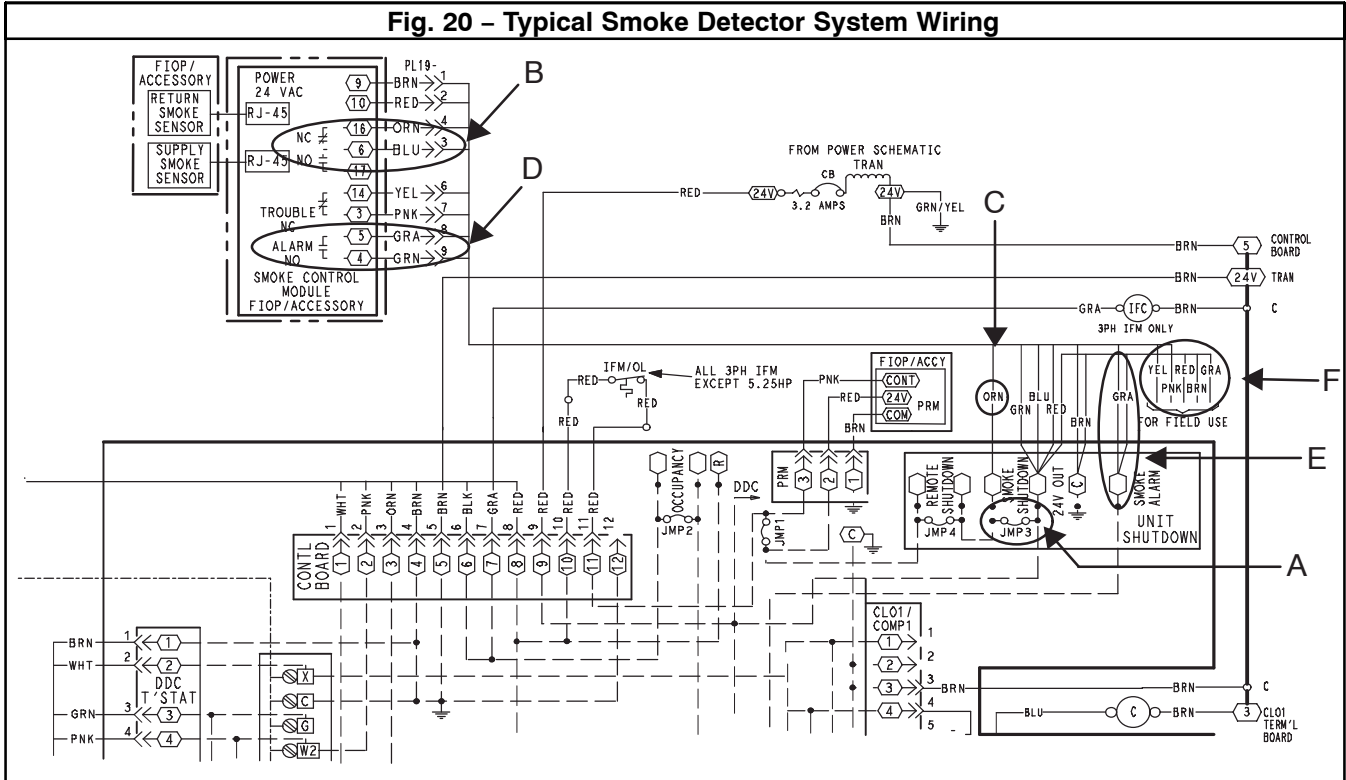 Fig. 20 – Typical Smoke Detector System Wiring
FIOP/
ACCESSORY
RETURN
SMOKE
SENSOR
SUPPLY
SMOKE
SENSOR
POWER
24 VAC
RJ-45
RJ-45
NC
NO
TROUBLE
NC
ALARM
NO
SMOKE CONTROL
MODULE
FIOP/ACCESSORY
PL19-
9 BRN 1
10 RED 2
16 ORN 4
6 BLU 3
17
14 YEL 6
3 PNK 7
5 GRA 8
4 GRN 9
B
D
FROM POWER SCHEMATIC
TRAN
CB
RED 24V 24V
3.2 AMPS
GRN/YEL
BRN
C
BRN 5 CONTROL
BOARD
BRN 24V TRAN
GRA IFC BRN C
3PH IFM ONLY
IFM/OL
RED
RED
RED
ALL 3PH IFM
EXCEPT 5.25HP
FIOP/ACCY
PNK CONT
RED 24V
PRM
BRN COM
ORN
GRN
BLU
RED
BRN
GRA
YEL RED GRA
PNK BRN
FOR FIELD USE
F
E
A
WHT
PNK
ORN
BRN
BRN
BLK
GRA
RED
RED
RED
RED
1 2 3 4 5 6 7 8 9 10 11 12
CONTL
BOARD
1 2 3 4 5 6 7 8 9 10 11 12
OCCUPANCY
R
JMP2
DDC
JMP1
PRM
3 2 1
C
REMOTE
SHUTDOWN
SMOKE
SHUTDOWN
24V OUT
C
SMOKE
ALARM
JMP4
JMP3
UNIT
SHUTDOWN
BRN 1 1
WHT 2 2
DDC
T'STAT
GRN 3 3
PNK 4 4
X
C
G
W2
CLO1/
COMP1
1 1
2 2
3 3 BRN
4 4
5
BRN C
BLU C BRN 3 CLO1
TERM'L
BOARD